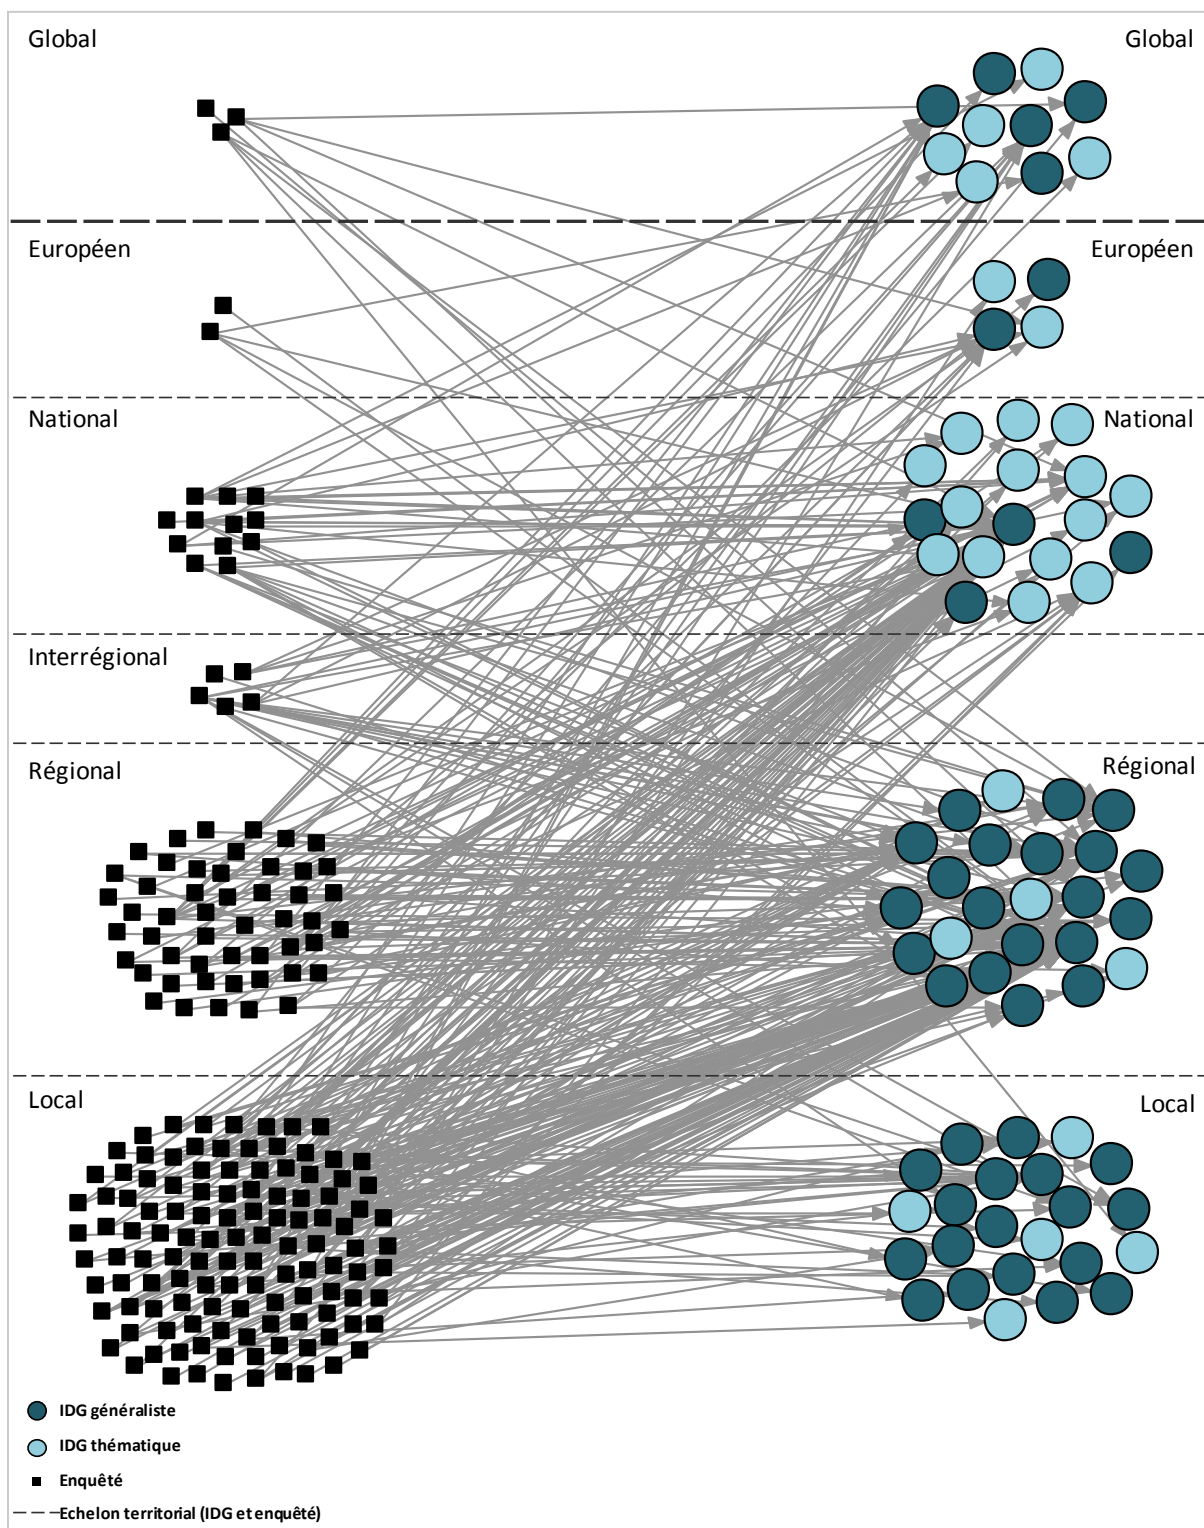 Global
Global
Européen
Européen
National
National
Interrégional
Régional
Régional
Local
Local
IDG généraliste
IDG thématique
Enquêté
Echelon territorial (IDG et enquêté)